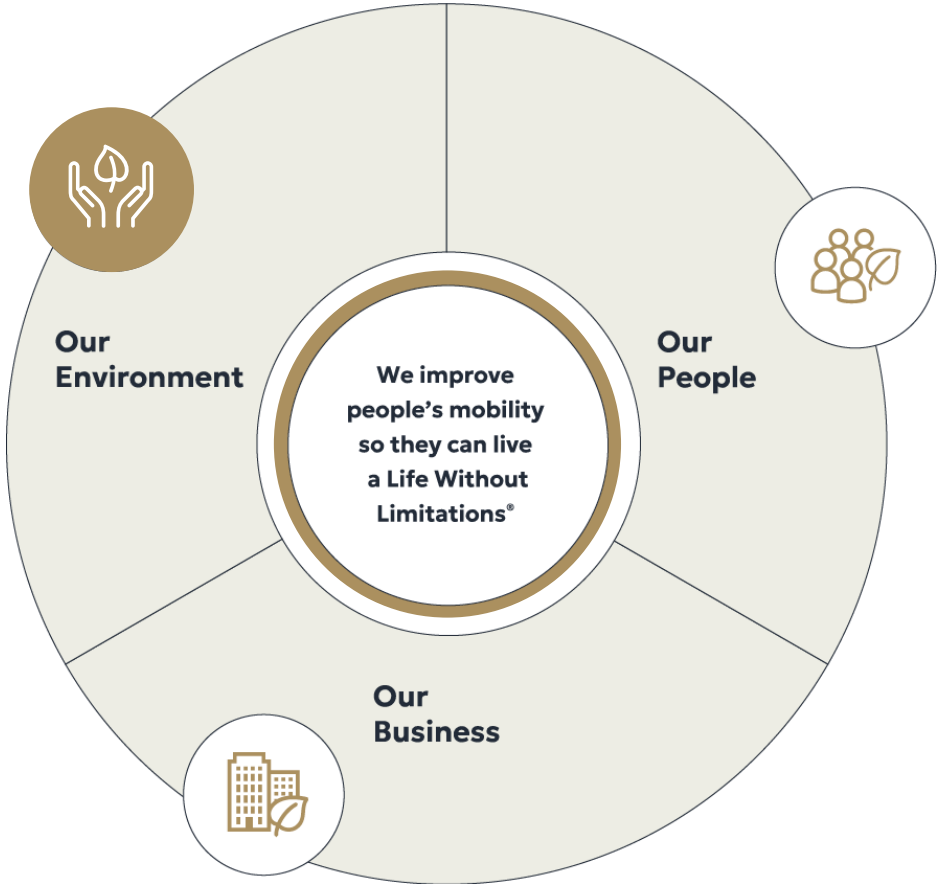 Our
Environment
We improve
people’s mobility
so they can live
a Life Without
Limitations®
Our
People
Our
Business